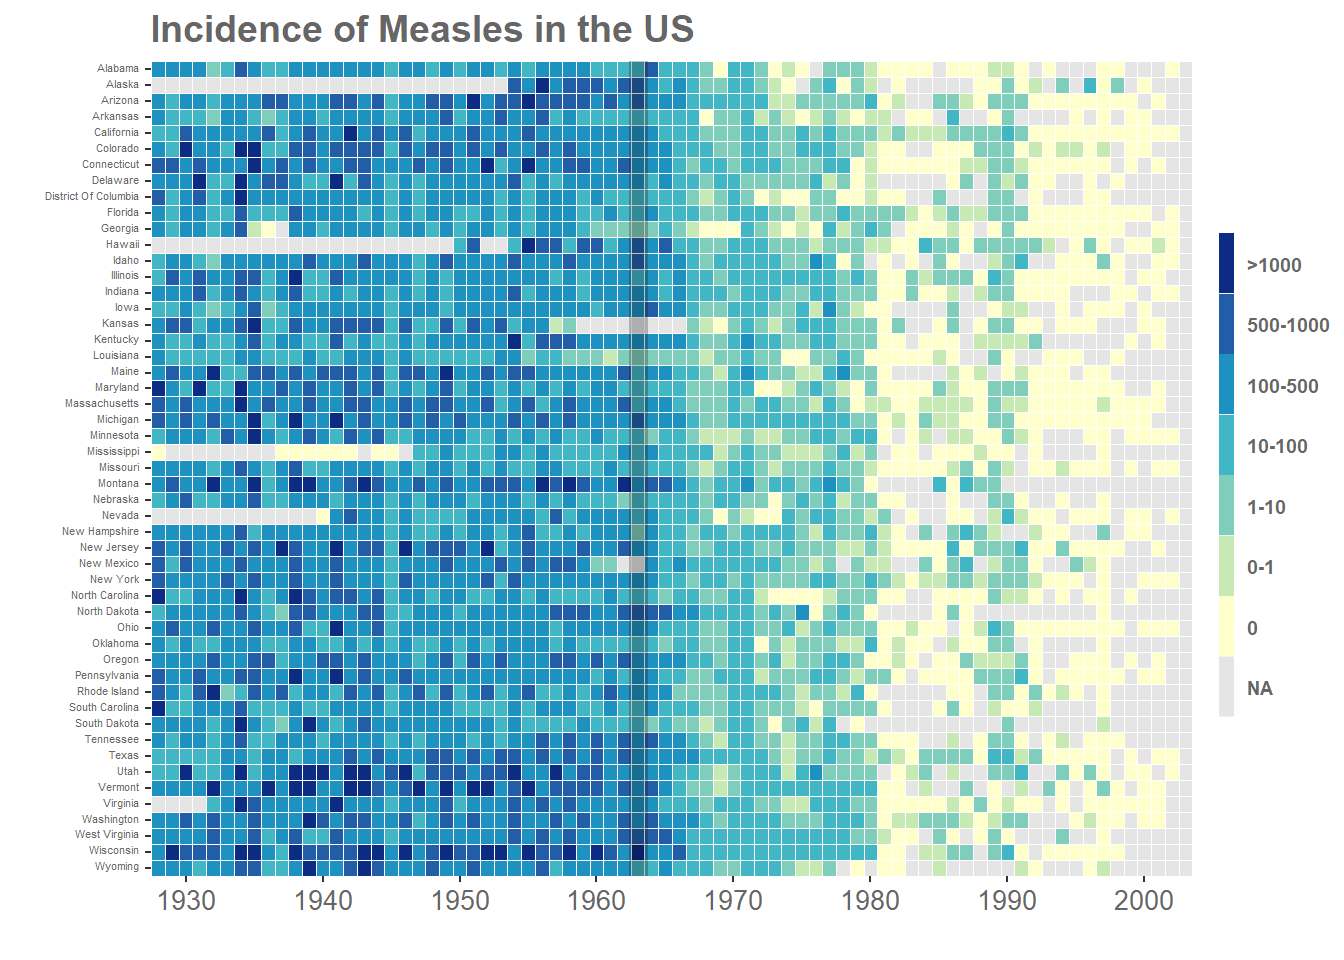 Incidence of Measles in the US
Alabama
Alaska
Arizona
Arkansas
California
Colorado
Connecticut
Delaware
District Of Columbia
Florida
Georgia
Hawaii
Idaho
Illinois
Indiana
Iowa
Kansas
Kentucky
Louisiana
Maine
Maryland
Massachusetts
Michigan
Minnesota
Mississippi
Missouri
Montana
Nebraska
Nevada
New Hampshire
New Jersey
New Mexico
New York
North Carolina
North Dakota
Ohio
Oklahoma
Oregon
Pennsylvania
Rhode Island
South Carolina
South Dakota
Tennessee
Texas
Utah
Vermont
Virginia
Washington
West Virginia
Wisconsin
Wyoming
1930 1940 1950 1960 1970 1980 1990 2000
>1000
500-1000
100-500
10-100
1-10
0-1
0
NA